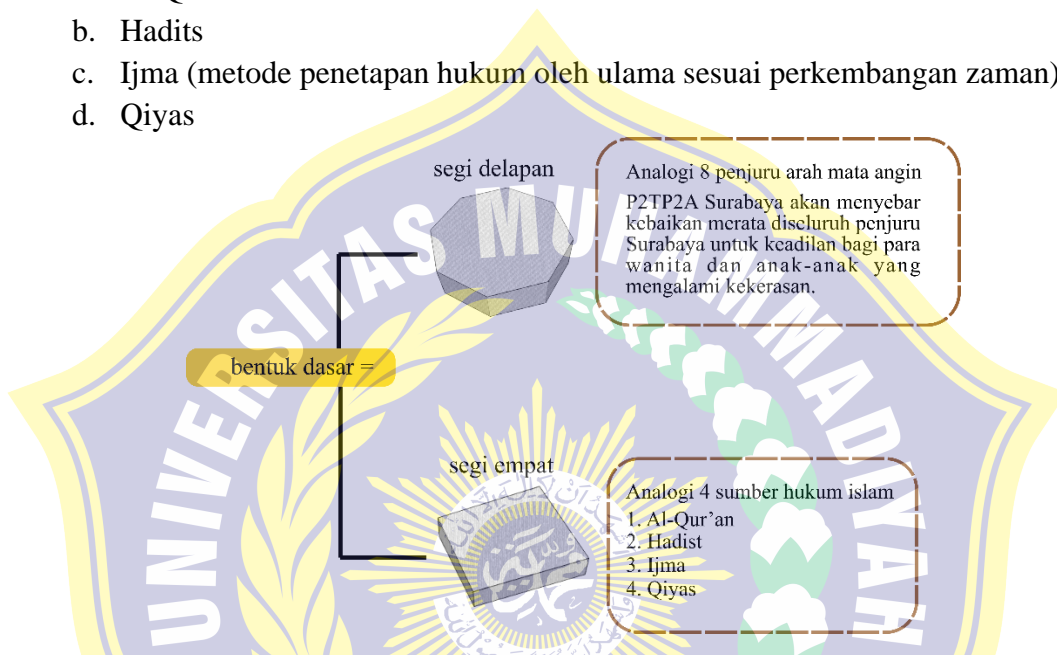 b. Hadits
c. Ijma (metode penetapan hukum oleh ulama sesuai perkembangan zaman)
d. Qiyas
segi delapan
Analogi 8 penjuru arah mata angin
P2TP2A Surabaya akan menyebar
kebaikan merata diseluruh penjuru
Surabaya untuk keadilan bagi para
wanita dan anak-anak yang
mengalami kekerasan.
bentuk dasar =
segi empat
Analogi 4 sumber hukum islam
1. Al-Qur'an
2. Hadist
3. Ijma
4. Qiyas
UNIVERSITAS MUHAMMADIYAH